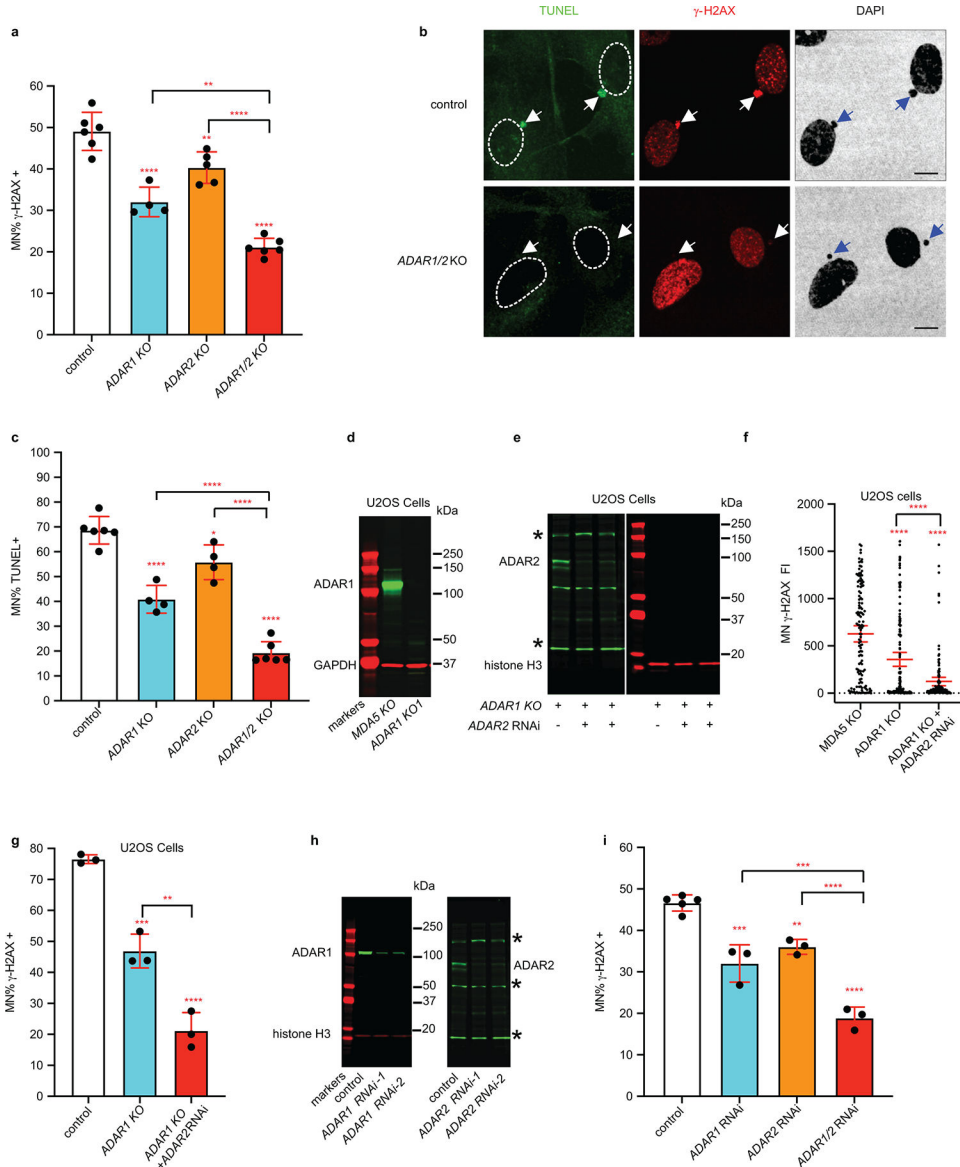 a
**
****
**
****
****
MN% γ-H2AX +
60
50
40
30
20
10
0
control
ADAR1 KO
ADAR2 KO
ADAR1/2 KO
b
TUNEL
γ-H2AX
DAPI
control
ADAR1/2 KO
c
****
****
*
****
****
MN% TUNEL+
100
90
80
70
60
50
40
30
20
10
0
control
ADAR1 KO
ADAR2 KO
ADAR1/2 KO
d
U2OS Cells
kDa
250
150
100
50
37
ADAR1
GAPDH
markers
MDA5 KO
ADAR1 KO1
e
U2OS Cells
kDa
250
150
100
50
37
20
*
ADAR2
*
histone H3
ADAR1 KO + + + + + +
ADAR2 RNAi - + + - + +
f
U2OS cells
****
**** ****
MN γ-H2AX FI
2000
1500
1000
500
0
MDA5 KO
ADAR1 KO
ADAR1 KO +
ADAR2 RNAi
g
U2OS Cells
**
***
****
MN% γ-H2AX +
80
70
60
50
40
30
20
10
0
control
ADAR1 KO
ADAR1 KO
+ADAR2RNAi
h
kDa
250
100
50
37
20
ADAR1
histone H3
markers
control
ADAR1 RNAi-1
ADAR1 RNAi-2
*
ADAR2
*
*
control
ADAR2 RNAi-1
ADAR2 RNAi-2
i
***
****
***
**
****
MN% γ-H2AX +
60
50
40
30
20
10
0
control
ADAR1 RNAi
ADAR2 RNAi
ADAR1/2 RNAi